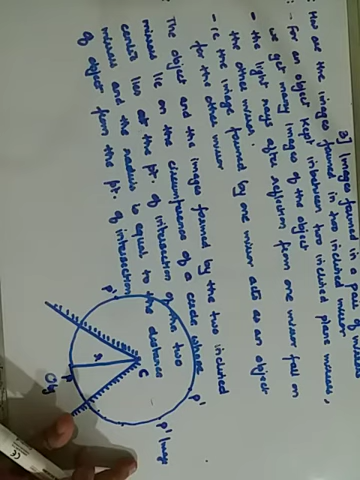 3] Images formed in pair of mirrors
: How are the images formed in two inclined mirror
:- For an object kept inbetween two inclined plane mirrors,
we get many images of the object
- the light rays after reflection from one mirror fall on
the other mirror.
- ie the image formed by one mirror acts as an object
for the other mirror
The object and the images formed by the two inclined
mirrors lie on the circumference of a circle whose
center lies at the pt. of intersection of the two
mirrors and the radius is equal to the distance
of object from the pt. of intersection
P'
P'
P' Image
C
r
P
Obj